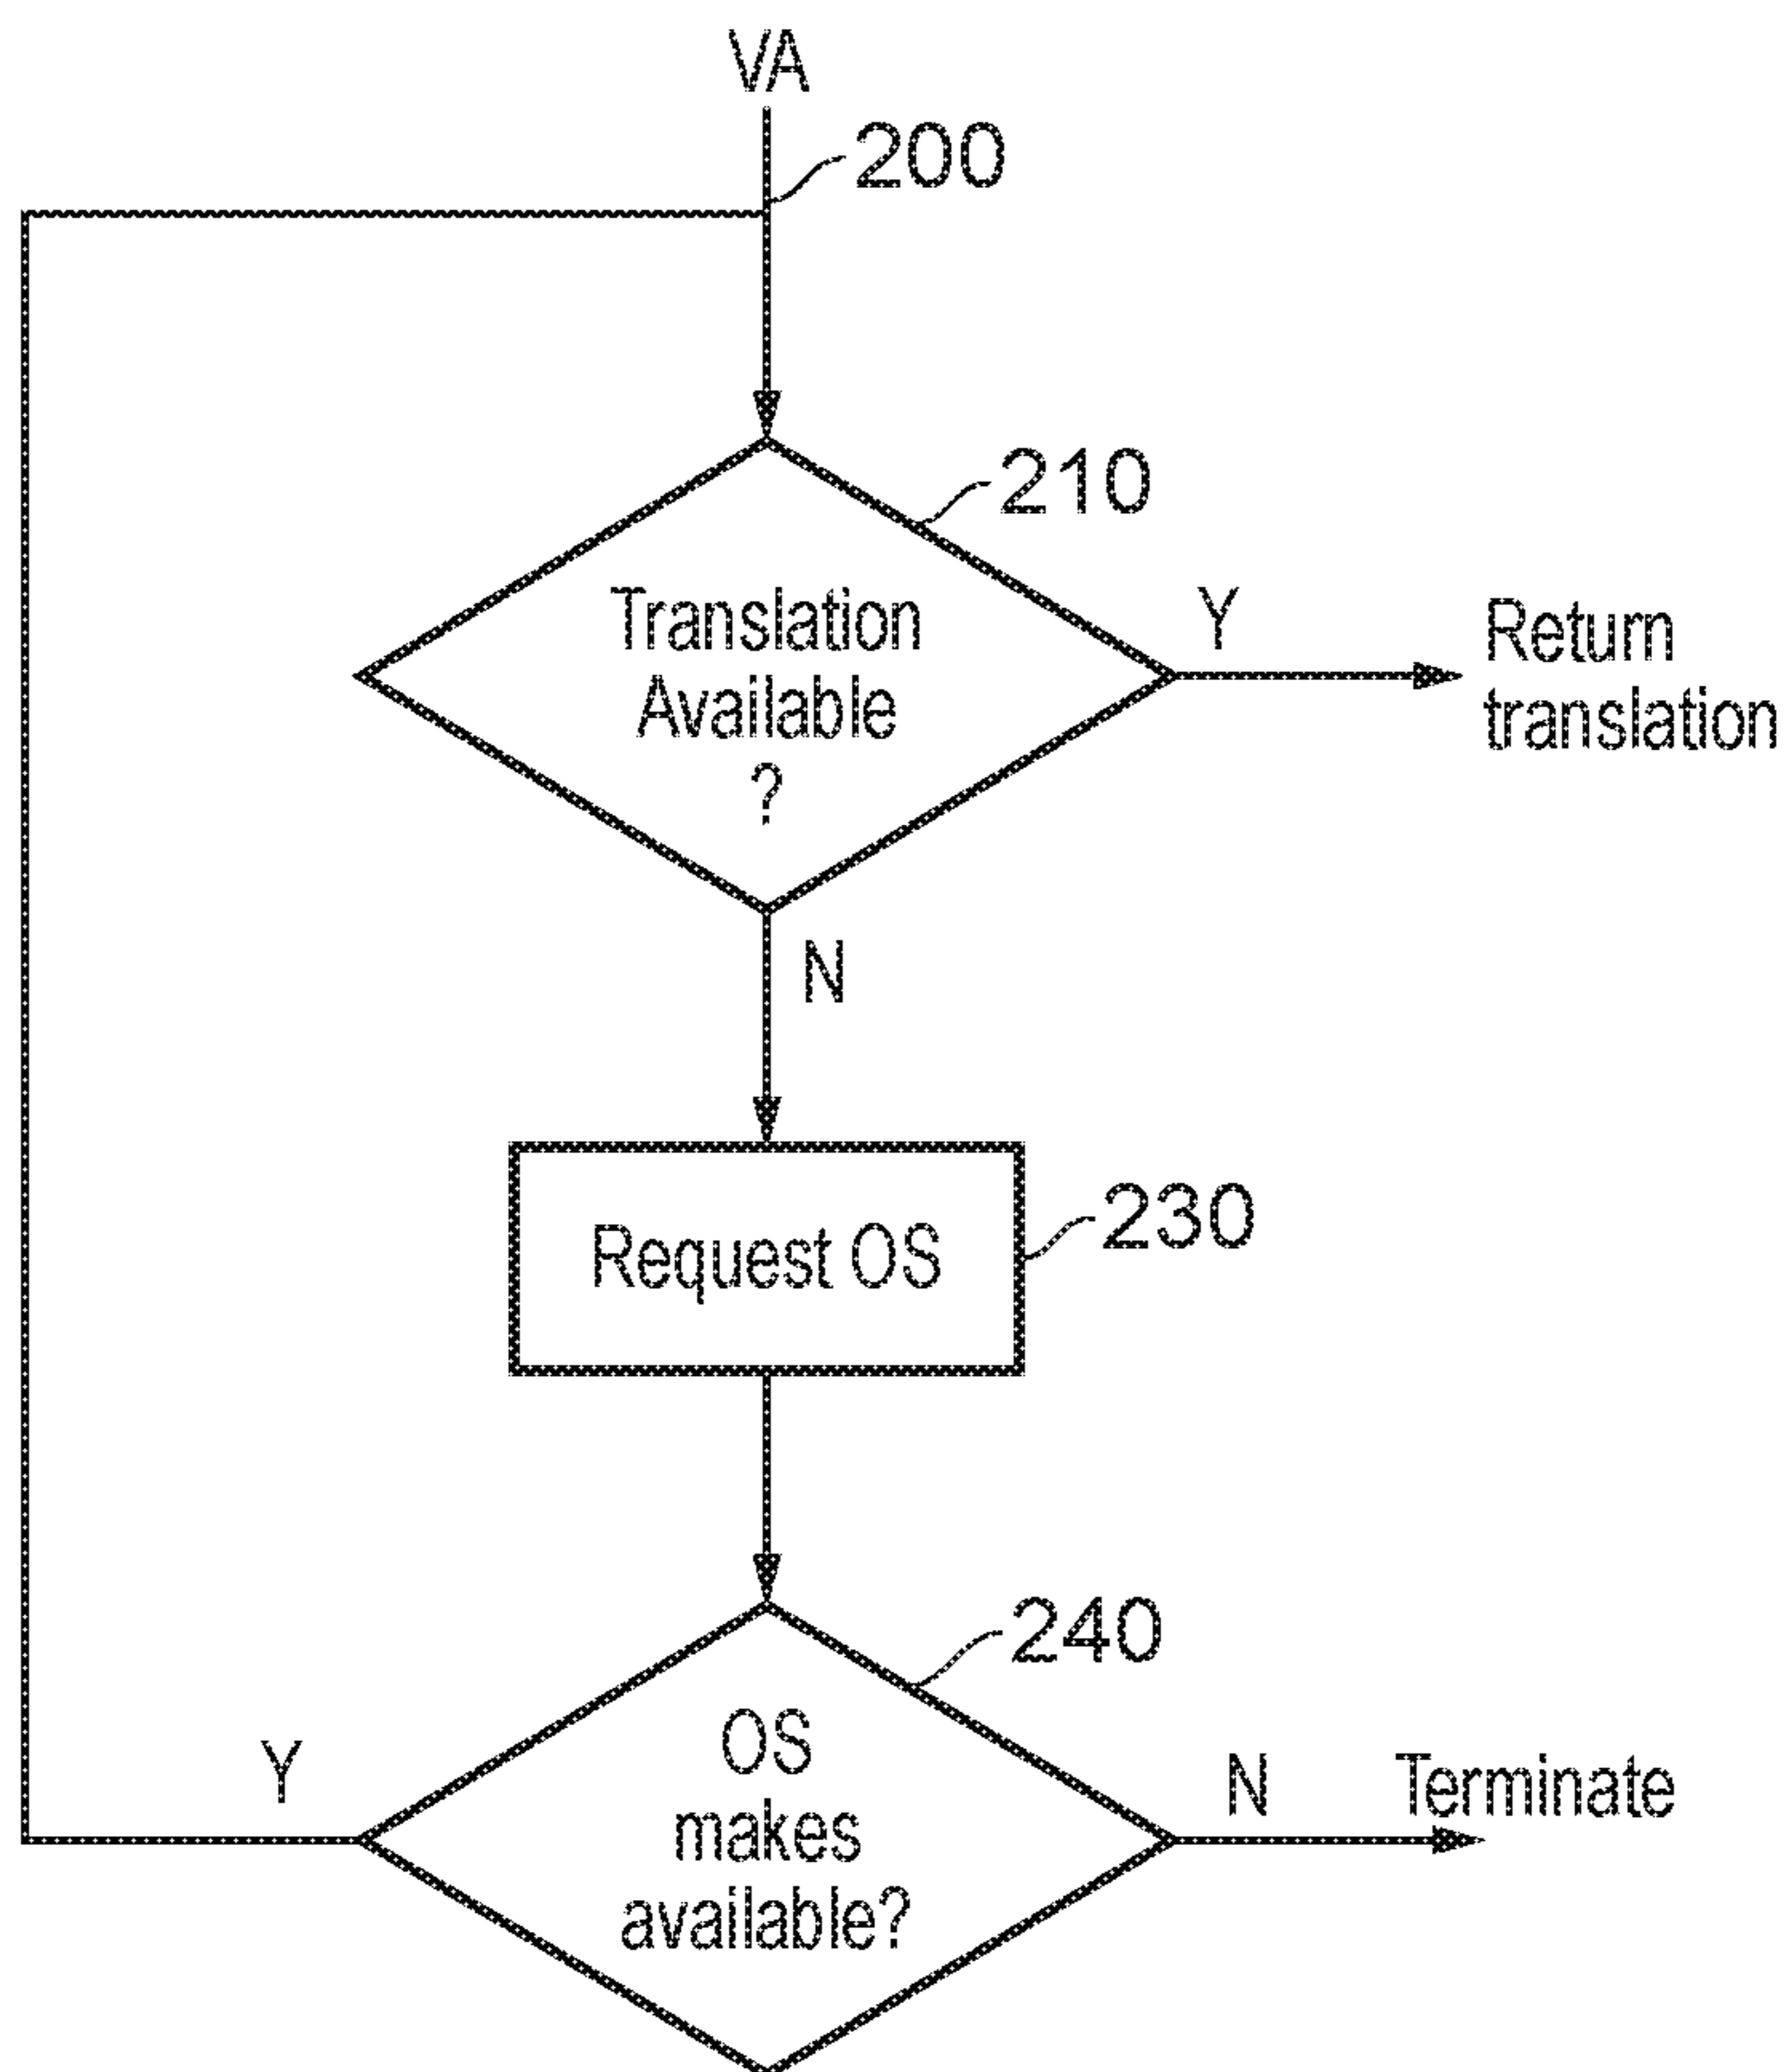 VA
200
210
Translation
Available
?
Y
Return
translation
N
Request OS
230
240
OS
makes
available?
Y
N
Terminate